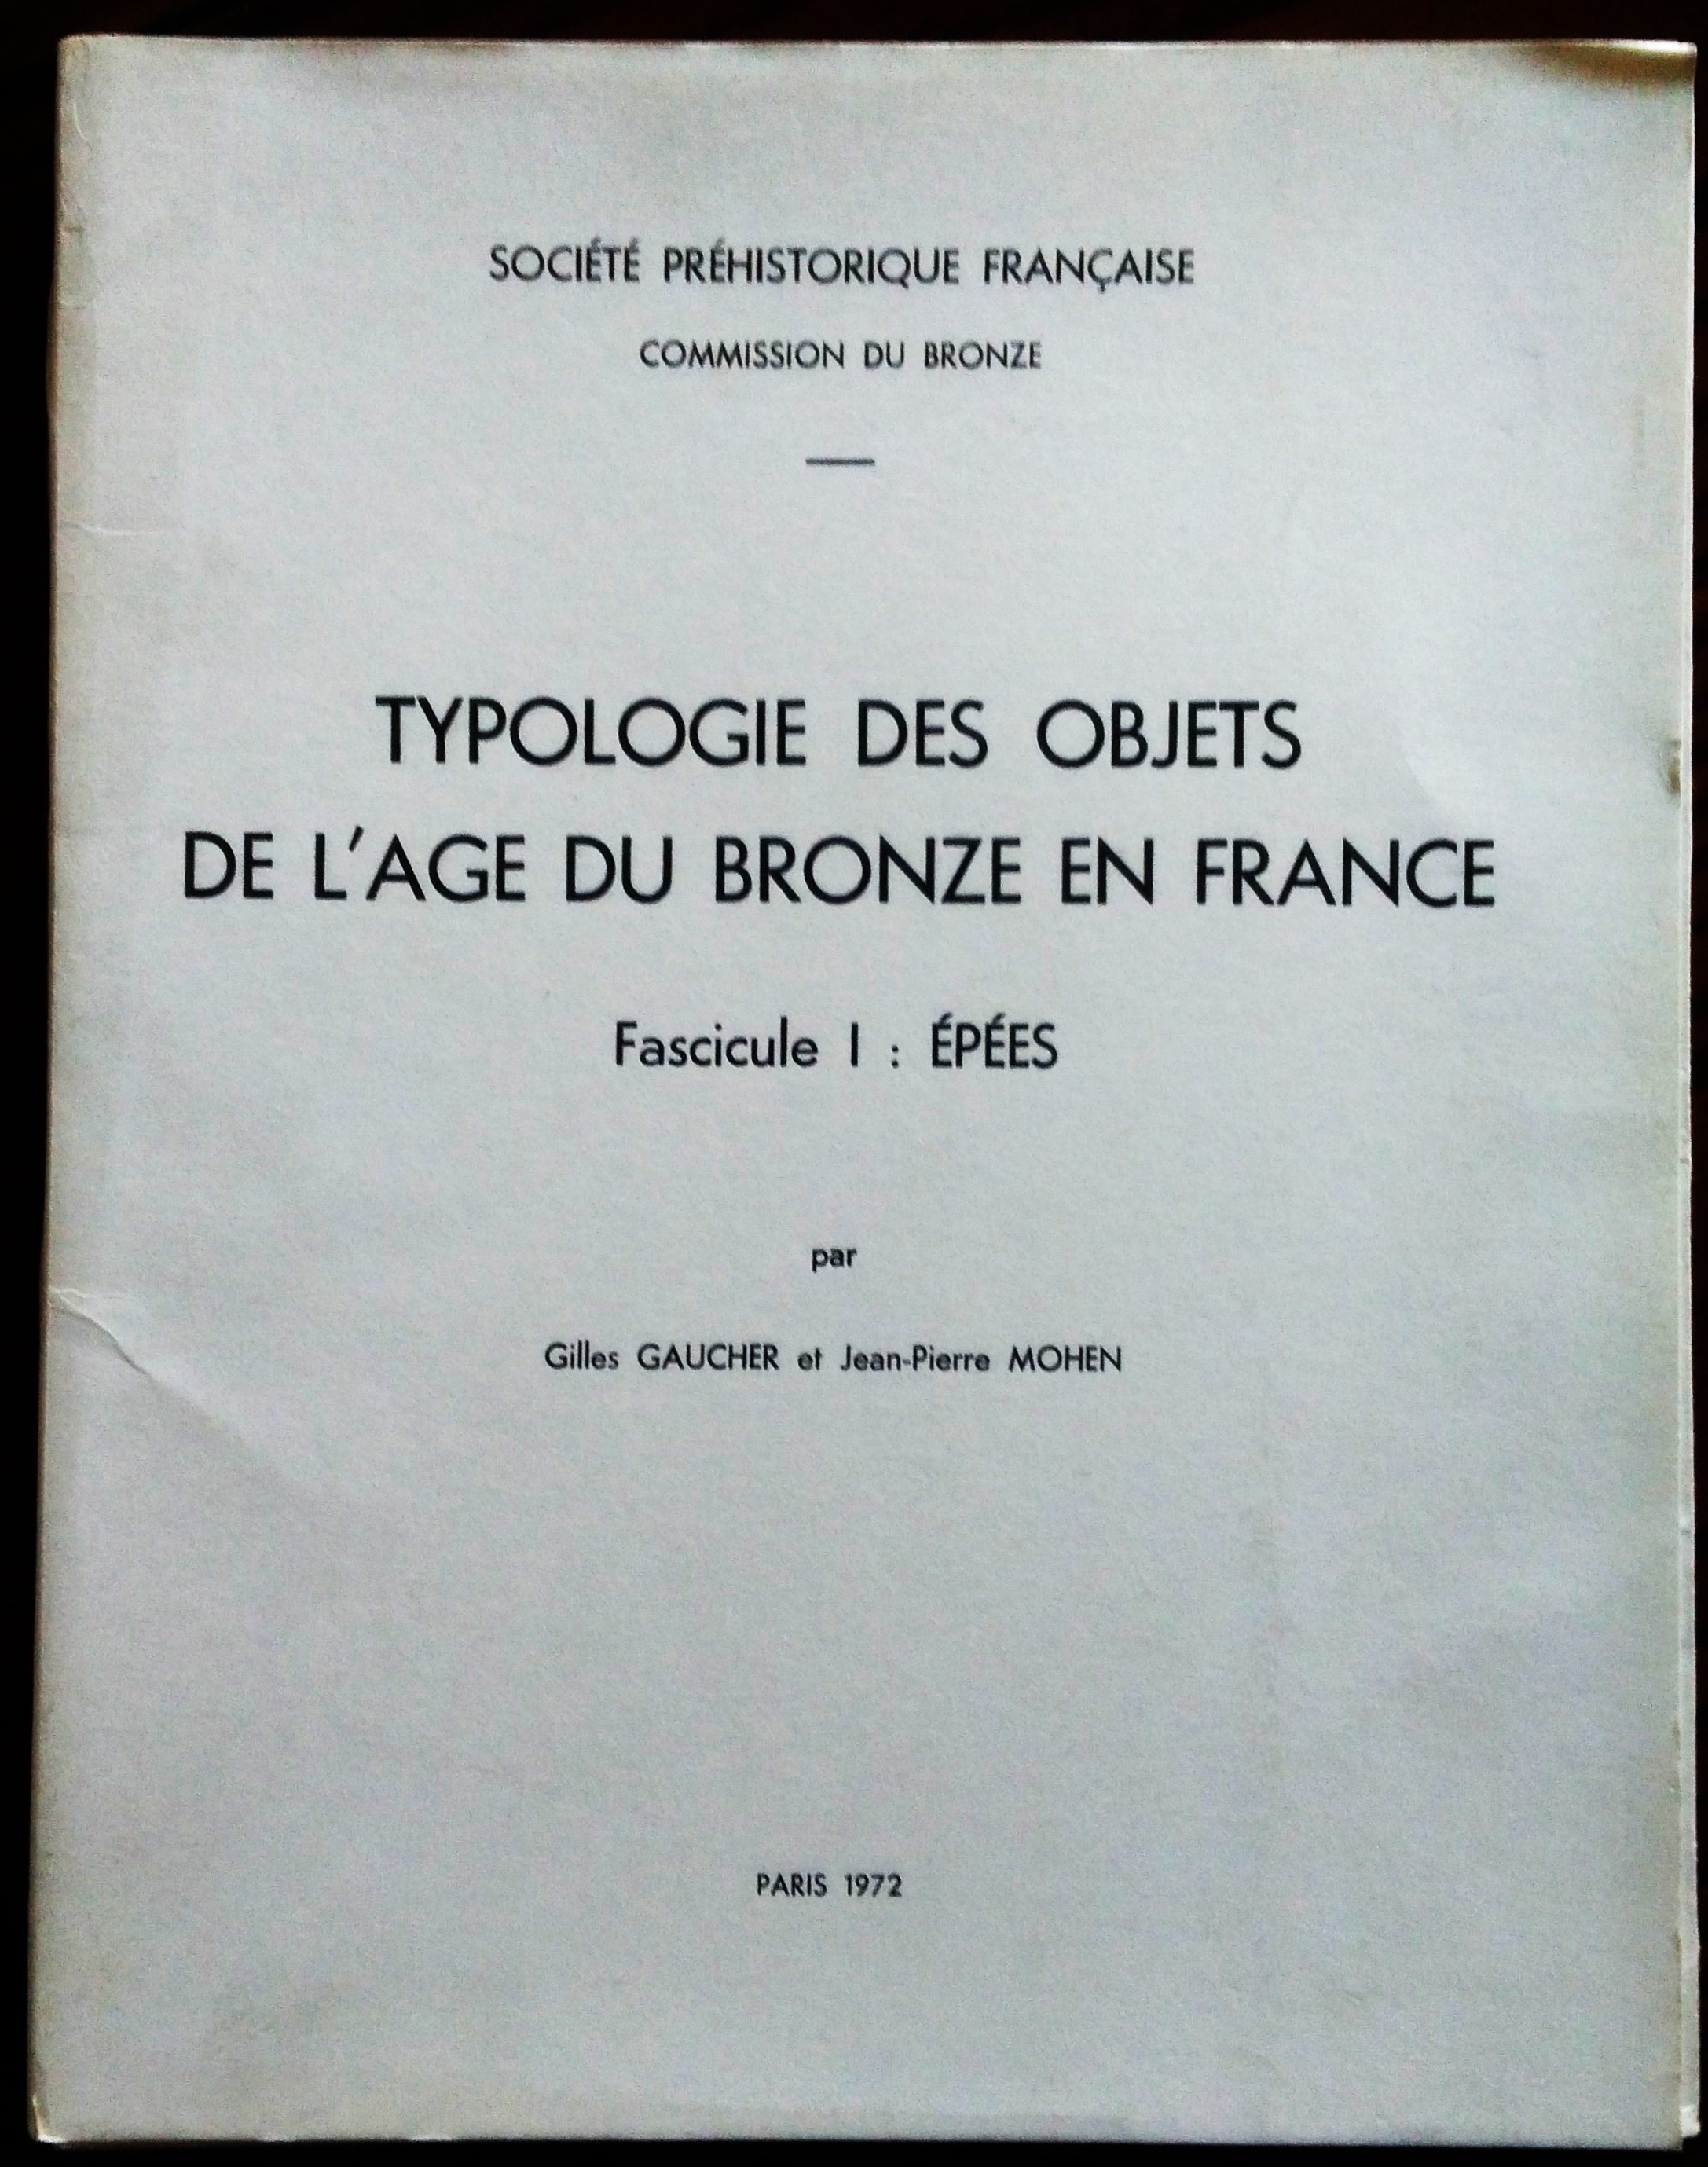 SOCIÉTÉ PRÉHISTORIQUE FRANÇAISE
COMMISSION DU BRONZE
TYPOLOGIE DES OBJETS
DE L'AGE DU BRONZE EN FRANCE
Fascicule I : ÉPÉES
par
Gilles GAUCHER et Jean-Pierre MOHEN
PARIS 1972